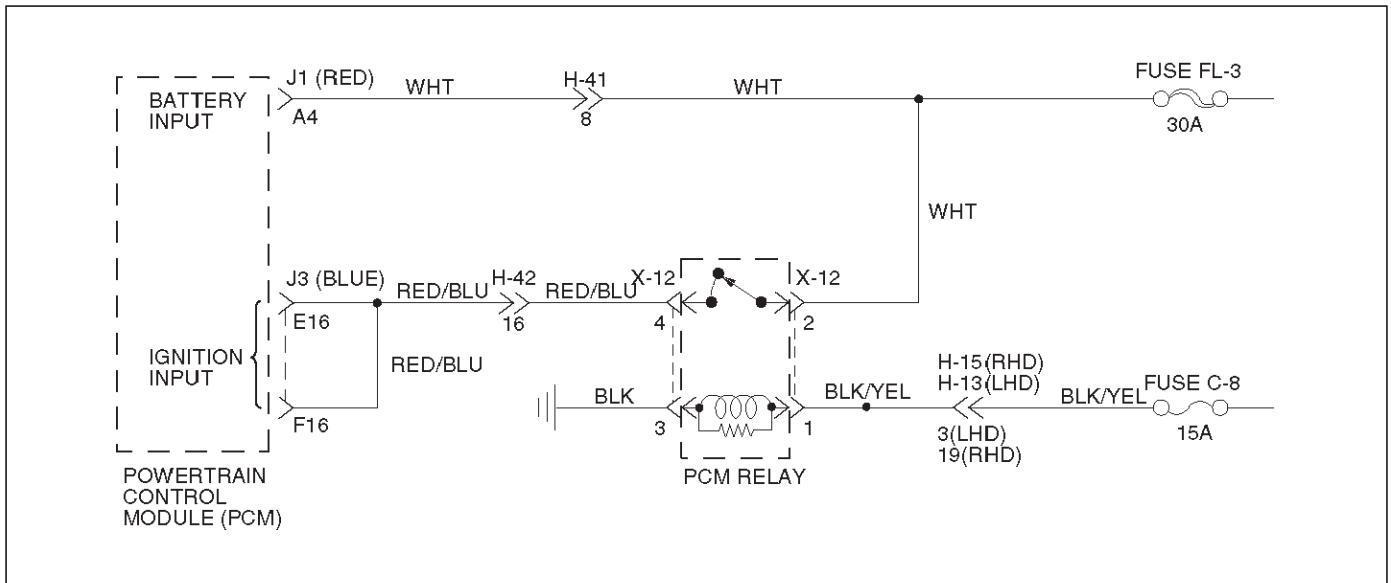 J1 (RED)
BATTERY
INPUT
A4
WHT
H-41
8
WHT
FUSE FL-3
30A
WHT
J3 (BLUE)
E16
IGNITION
INPUT
F16
RED/BLU
RED/BLU
H-42
16
RED/BLU
X-12
4
X-12
2
BLK
3
1
PCM RELAY
BLK/YEL
H-15(RHD)
H-13(LHD)
3(LHD)
19(RHD)
BLK/YEL
FUSE C-8
15A
POWERTRAIN
CONTROL
MODULE (PCM)